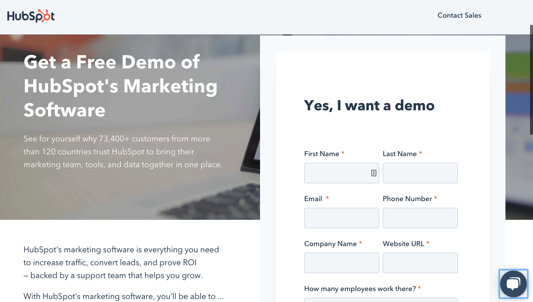 HubSpot
Contact Sales
Get a Free Demo of
HubSpot's Marketing
Software
See for yourself why 73,400+ customers from more
than 120 countries trust HubSpot to bring their
marketing team, tools, and data together in one place.
HubSpot's marketing software is everything you need
to increase traffic, convert leads, and prove ROI
— backed by a support team that helps you grow.
With HubSpot's marketing software, you'll be able to ...
Yes, I want a demo
First Name * Last Name *
Email * Phone Number *
Company Name * Website URL *
How many employees work there? *